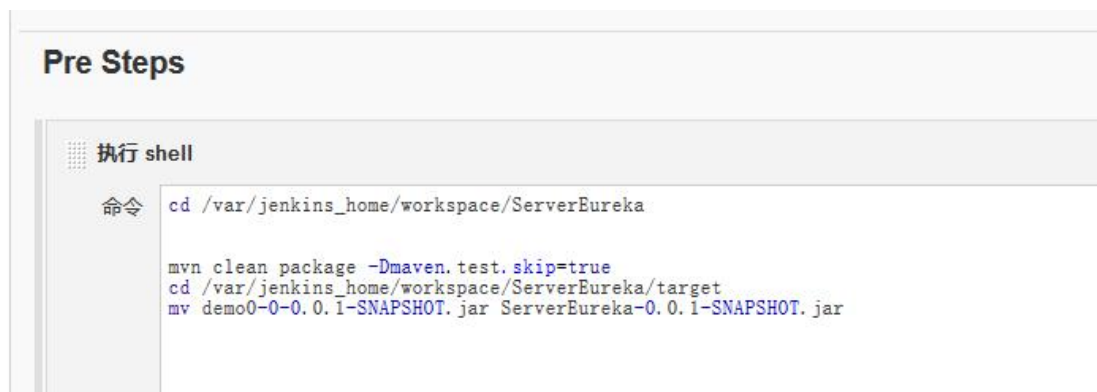 Pre Steps
执行 shell
命令
cd /var/jenkins_home/workspace/ServerEureka
mvn clean package -Dmaven.test.skip=true
cd /var/jenkins_home/workspace/ServerEureka/target
mv demo0-0-0.0.1-SNAPSHOT.jar ServerEureka-0.0.1-SNAPSHOT.jar